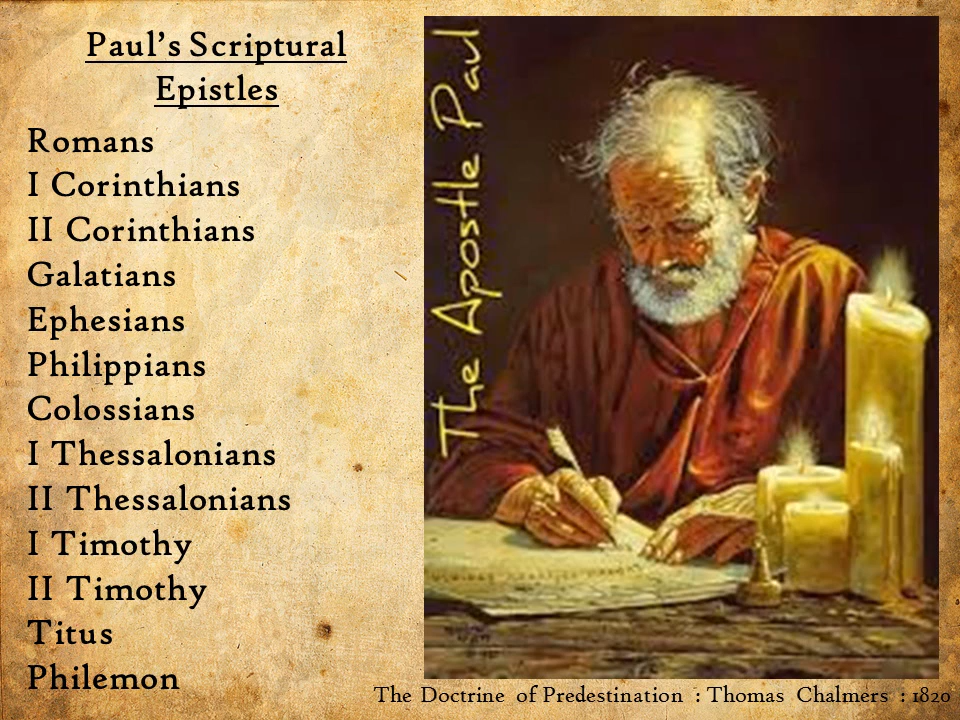 Paul's Scriptural
Epistles
Romans
I Corinthians
II Corinthians
Galatians
Ephesians
Philippians
Colossians
I Thessalonians
II Thessalonians
I Timothy
II Timothy
Titus
Philemon
The Apostle Paul
The Doctrine of Predestination : Thomas Chalmers : 1820